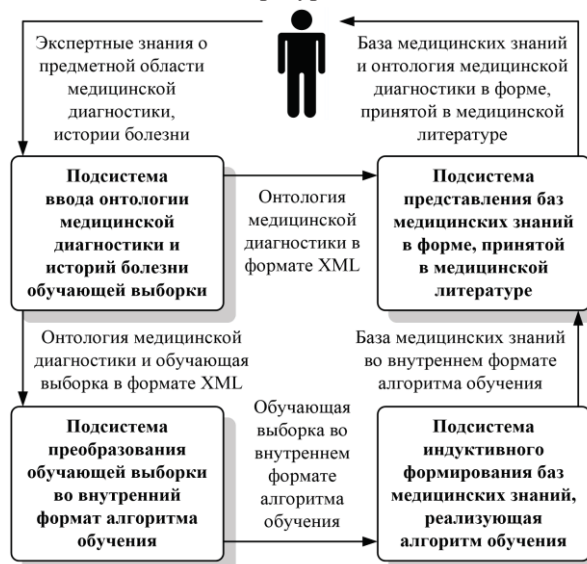 Экспертные знания о
предметной области
медицинской
диагностики,
истории болезни
База медицинских знаний
и онтология медицинской
диагностики в форме,
принятой в медицинской
литературе
Подсистема
ввода онтологии
медицинской
диагностики и
историй болезни
обучающей выборки
Онтология
медицинской
диагностики в
формате XML
Подсистема
представления баз
медицинских знаний
в форме, принятой
в медицинской
литературе
Онтология медицинской
диагностики и обучающая
выборка в формате XML
База медицинских знаний
во внутреннем формате
алгоритма обучения
Подсистема
преобразования
обучающей выборки
во внутренний
формат алгоритма
обучения
Обучающая
выборка во
внутреннем
формате
алгоритма
обучения
Подсистема
индуктивного
формирования баз
медицинских знаний,
реализующая
алгоритм обучения